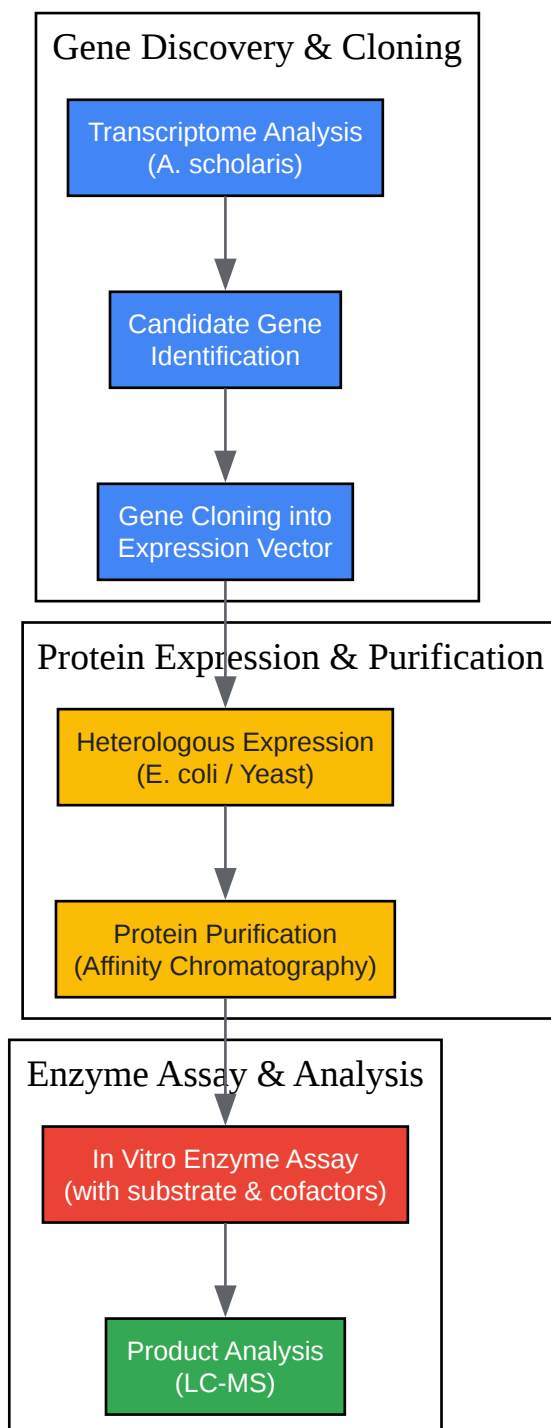 Gene Discovery & Cloning
Transcriptome Analysis
(A. scholaris)
Candidate Gene
Identification
Gene Cloning into
Expression Vector
Protein Expression & Purification
Heterologous Expression
(E. coli / Yeast)
Protein Purification
(Affinity Chromatography)
Enzyme Assay & Analysis
In Vitro Enzyme Assay
(with substrate & cofactors)
Product Analysis
(LC-MS)